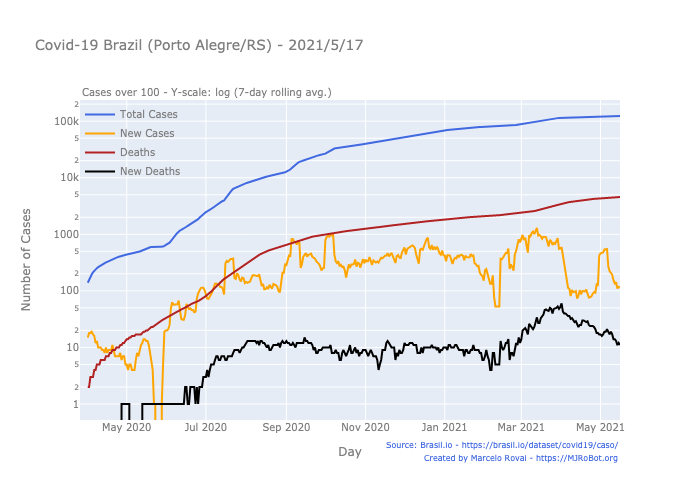 Covid-19 Brazil (Porto Alegre/RS) - 2021/5/17
Cases over 100 - Y-scale: log (7-day rolling avg.)
Total Cases
New Cases
Deaths
New Deaths
2
100k
5
2
10k
5
2
1000
5
2
100
5
2
10
5
2
1
Number of Cases
May 2020
Jul 2020
Sep 2020
Nov 2020
Jan 2021
Mar 2021
May 2021
Day
Source: Brasil.io - https://brasil.io/dataset/covid19/caso/
Created by Marcelo Rovai - https://MJRoBot.org